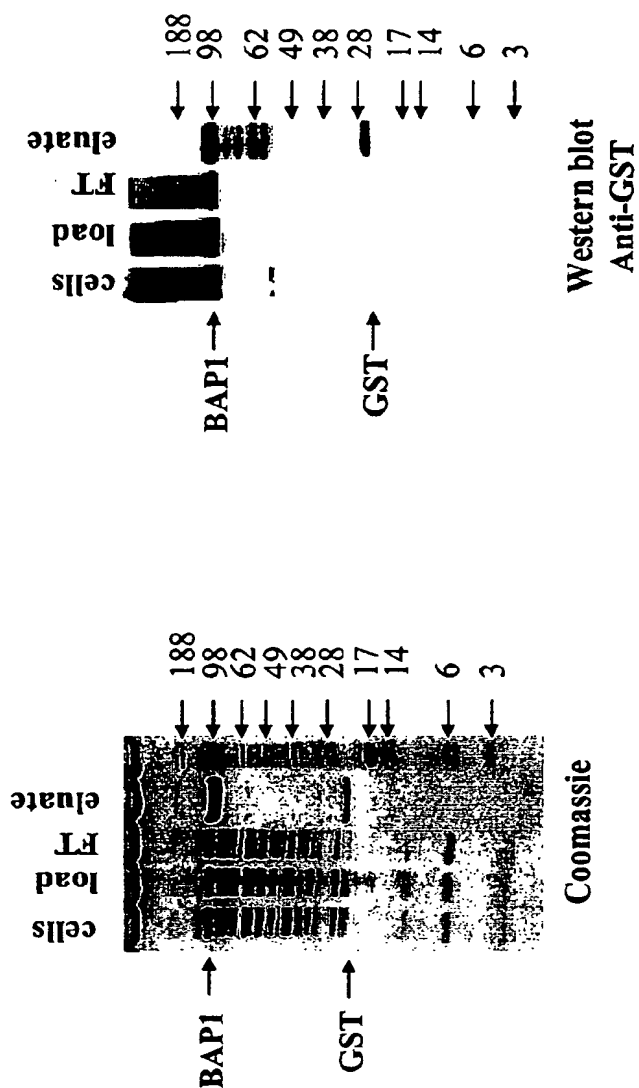 cells
load
FT
eluate
BAP1 →
GST →
188
98
62
49
38
28
17
14
6
3
Coomassie
cells
load
FT
eluate
BAP1 →
GST →
188
98
62
49
38
28
17
14
6
3
Western blot
Anti-GST